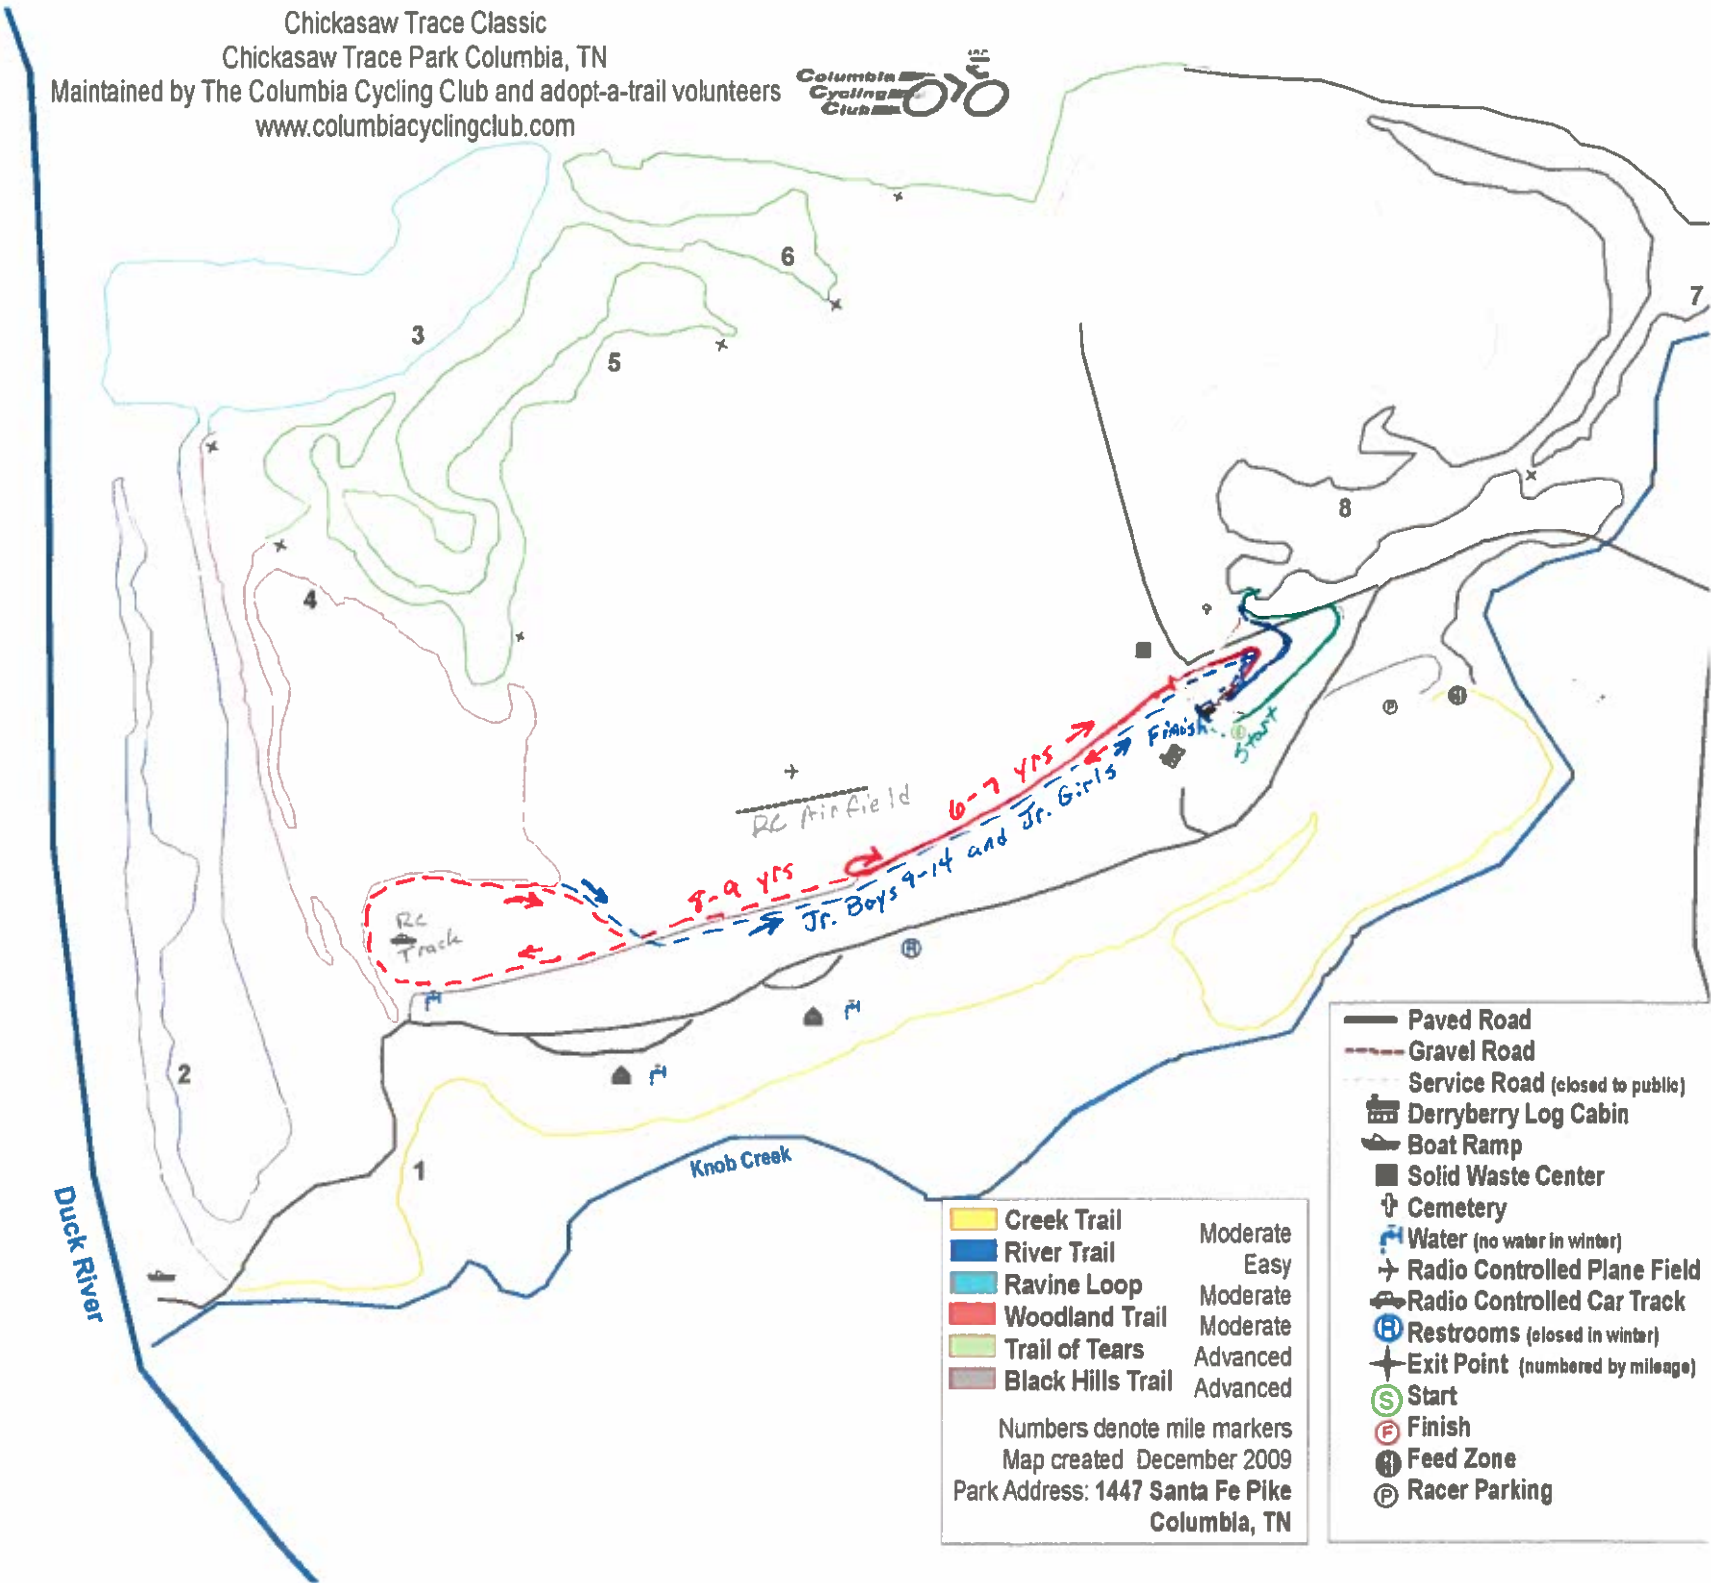 Chickasaw Trace Classic
Chickasaw Trace Park Columbia, TN
Maintained by The Columbia Cycling Club and adopt-a-trail volunteers
www.columbiacyclingclub.com
Columbia
Cycling
Club
6
3
5
7
8
4
RC Airfield
6-7 yrs
Finish
Start
8-9 yrs
Jr. Boys 9-14 and Jr. Girls
RC
Track
2
1
Knob Creek
Duck River
P
Creek Trail Moderate
River Trail Easy
Ravine Loop Moderate
Woodland Trail Moderate
Trail of Tears Advanced
Black Hills Trail Advanced
Numbers denote mile markers
Map created December 2009
Park Address: 1447 Santa Fe Pike
Columbia, TN
Paved Road
Gravel Road
Service Road (closed to public)
Derryberry Log Cabin
Boat Ramp
Solid Waste Center
Cemetery
Water (no water in winter)
Radio Controlled Plane Field
Radio Controlled Car Track
R Restrooms (closed in winter)
Exit Point (numbered by mileage)
S Start
F Finish
Feed Zone
P Racer Parking